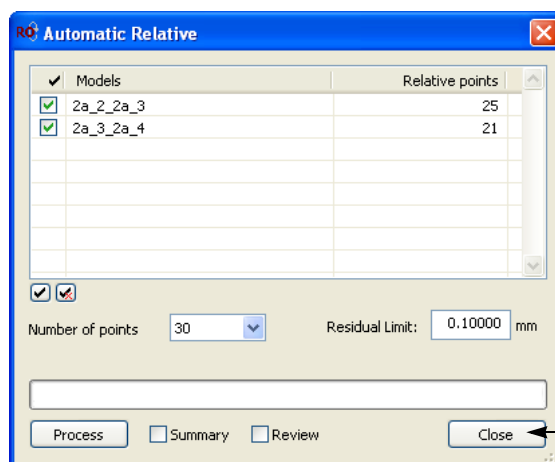 RO Automatic Relative
Models Relative points
2a_2_2a_3 25
2a_3_2a_4 21
Number of points 30 Residual Limit: 0.10000 mm
Process Summary Review Close